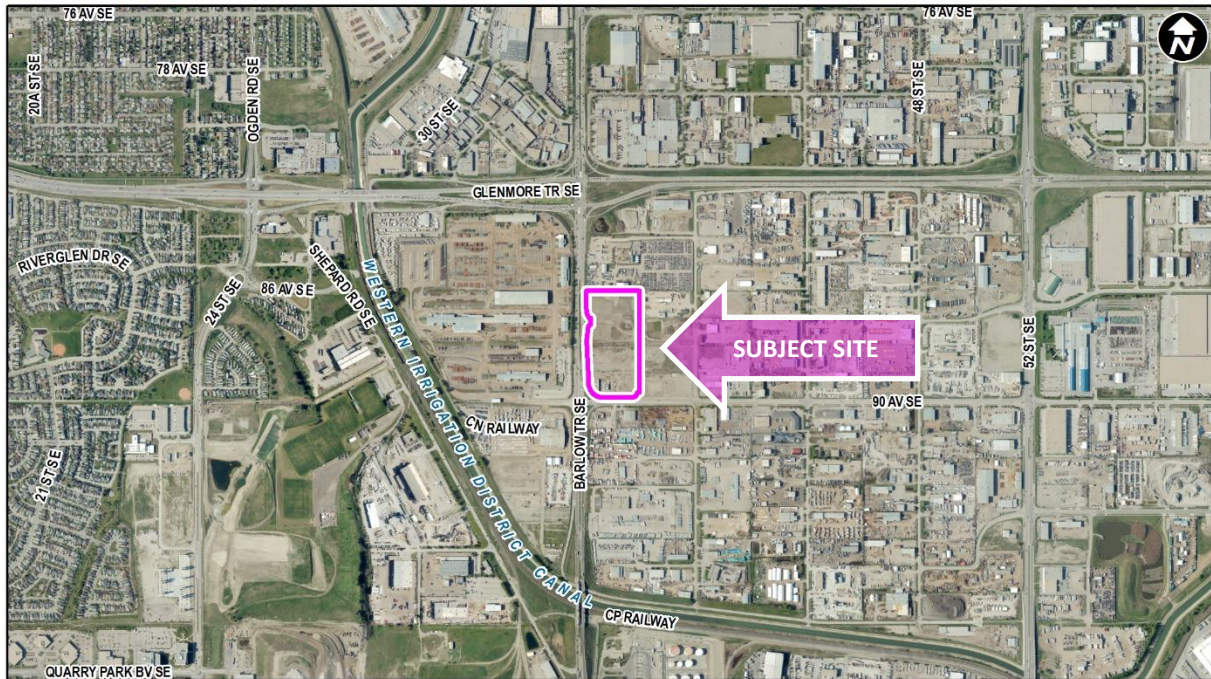 76 AV SE
76 AV SE
N
20A ST SE
78 AV SE
OGDEN RD SE
30 ST SE
48 ST SE
GLENMORE TR SE
RIVERGLEN DR SE
24 ST SE
86 AV SE
SHEPARD RD SE
WESTERN IRRIGATION DISTRICT CANAL
SUBJECT SITE
52 ST SE
21 ST SE
CN RAILWAY
BARLOW TR SE
90 AV SE
CP RAILWAY
QUARRY PARK BV SE